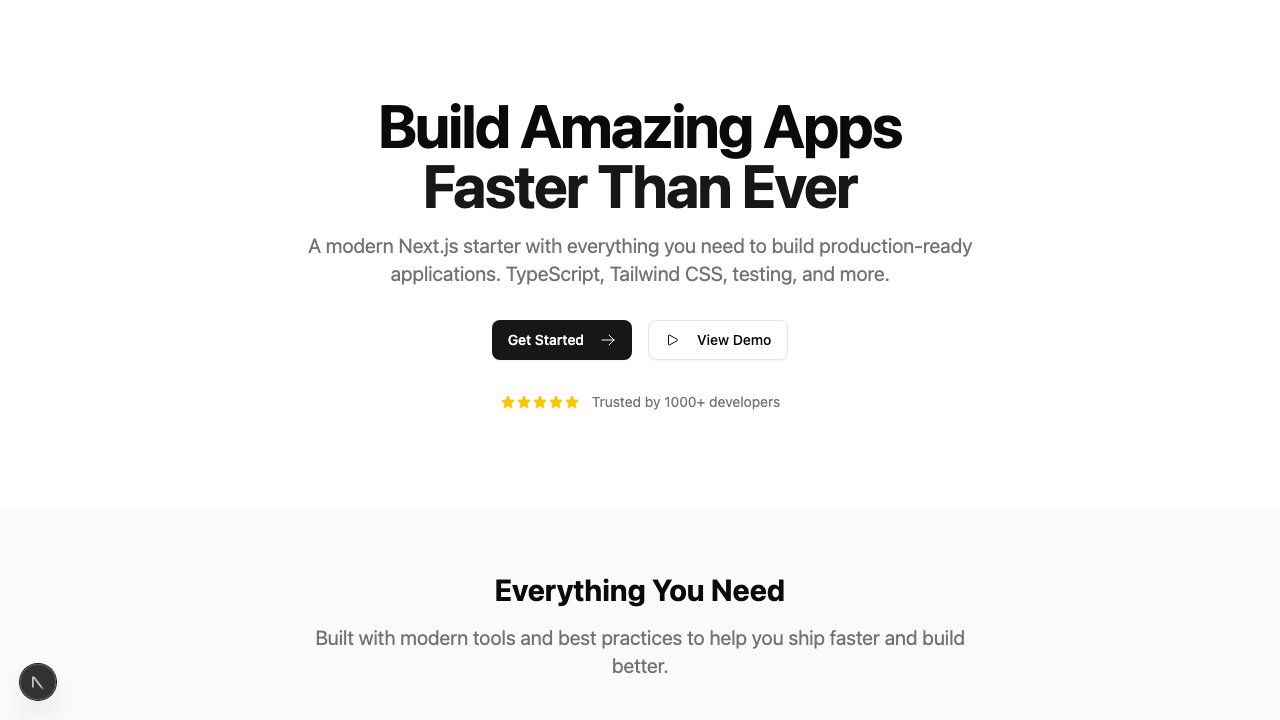 Build Amazing Apps
Faster Than Ever
A modern Next.js starter with everything you need to build production-ready
applications. TypeScript, Tailwind CSS, testing, and more.
Get Started
View Demo
Trusted by 1000+ developers
Everything You Need
Built with modern tools and best practices to help you ship faster and build
better.